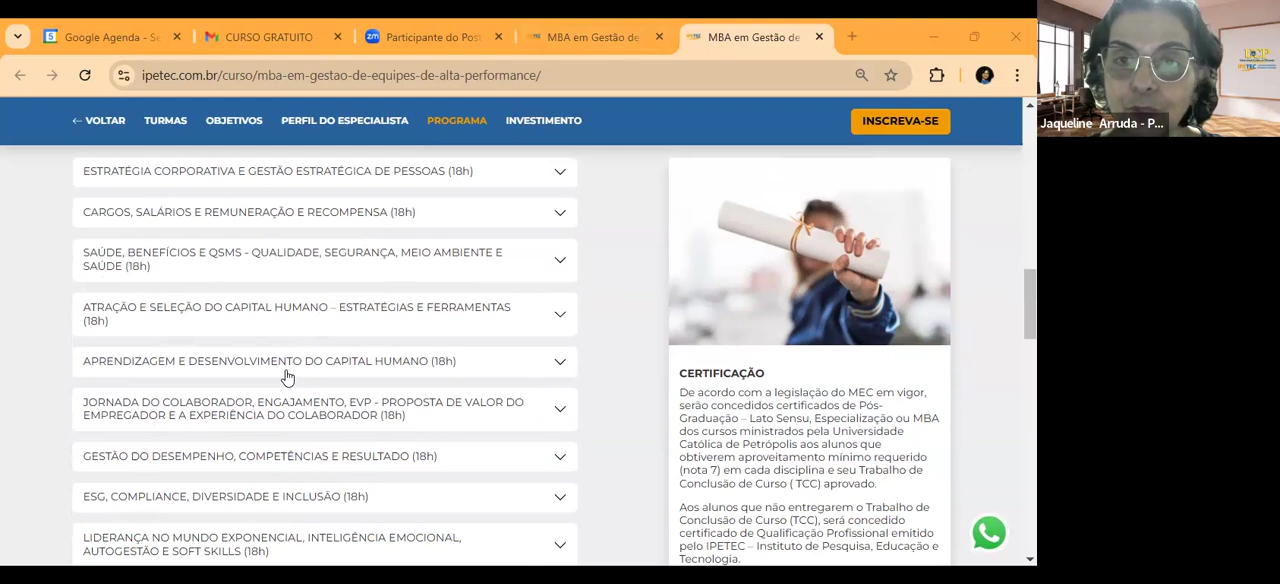 Google Agenda - Se
CURSO GRATUITO
Participante do Post
MBA em Gestão de
MBA em Gestão de
ipetec.com.br/curso/mba-em-gestao-de-equipes-de-alta-performance/
← VOLTAR
TURMAS
OBJETIVOS
PERFIL DO ESPECIALISTA
PROGRAMA
INVESTIMENTO
INSCREVA-SE
Jaqueline Arruda - P...
ESTRATÉGIA CORPORATIVA E GESTÃO ESTRATÉGICA DE PESSOAS (18h)
CARGOS, SALÁRIOS E REMUNERAÇÃO E RECOMPENSA (18h)
SAÚDE, BENEFÍCIOS E QSMS - QUALIDADE, SEGURANÇA, MEIO AMBIENTE E
SAÚDE (18h)
ATRAÇÃO E SELEÇÃO DO CAPITAL HUMANO – ESTRATÉGIAS E FERRAMENTAS
(18h)
APRENDIZAGEM E DESENVOLVIMENTO DO CAPITAL HUMANO (18h)
JORNADA DO COLABORADOR, ENGAJAMENTO, EVP - PROPOSTA DE VALOR DO
EMPREGADOR E A EXPERIÊNCIA DO COLABORADOR (18h)
GESTÃO DO DESEMPENHO, COMPETÊNCIAS E RESULTADO (18h)
ESG, COMPLIANCE, DIVERSIDADE E INCLUSÃO (18h)
LIDERANÇA NO MUNDO EXPONENCIAL, INTELIGÊNCIA EMOCIONAL,
AUTOGESTÃO E SOFT SKILLS (18h)
CERTIFICAÇÃO
De acordo com a legislação do MEC em vigor,
serão concedidos certificados de Pós-
Graduação – Lato Sensu, Especialização ou MBA
dos cursos ministrados pela Universidade
Católica de Petrópolis aos alunos que
obtiverem aproveitamento mínimo requerido
(nota 7) em cada disciplina e seu Trabalho de
Conclusão de Curso ( TCC) aprovado.
Aos alunos que não entregarem o Trabalho de
Conclusão de Curso (TCC), será concedido
certificado de Qualificação Profissional emitido
pelo IPETEC – Instituto de Pesquisa, Educação e
Tecnologia.